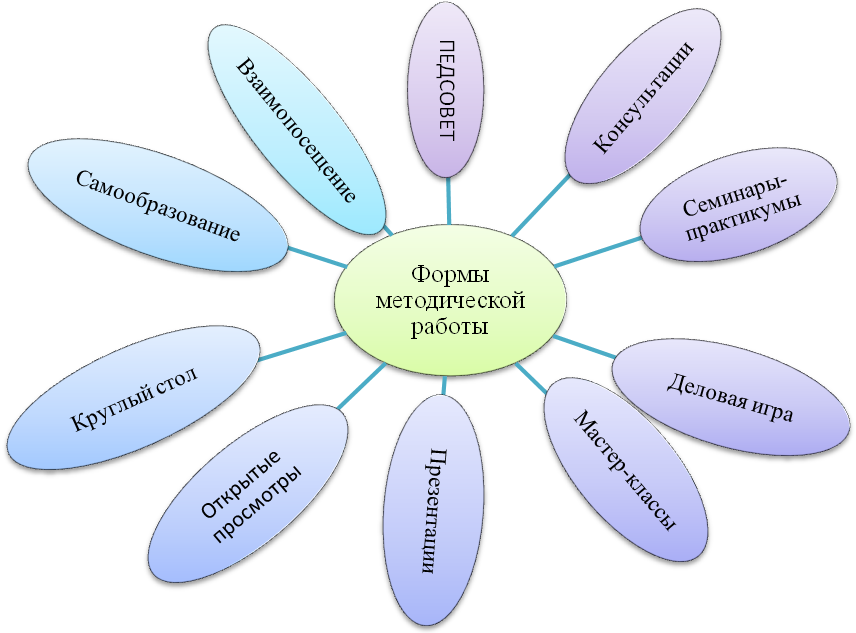 Формы
методической
работы
ПЕДСОВЕТ
Консультации
Семинары-
практикумы
Деловая игра
Мастер-классы
Презентации
Открытые
просмотры
Круглый стол
Самообразование
Взаимопосещение